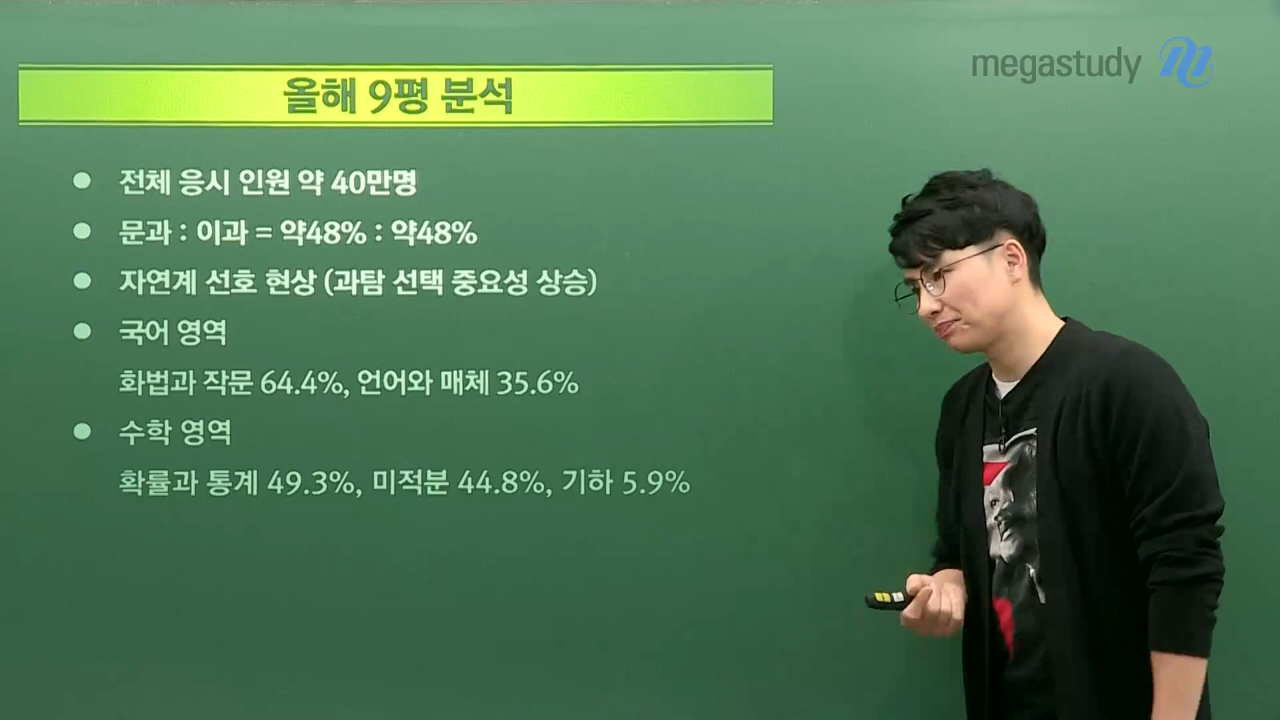 megastudy
올해 9평 분석
전체 응시 인원 약 40만명
문과 : 이과 = 약48% : 약48%
자연계 선호 현상 (과탐 선택 중요성 상승)
국어 영역
화법과 작문 64.4%, 언어와 매체 35.6%
수학 영역
확률과 통계 49.3%, 미적분 44.8%, 기하 5.9%